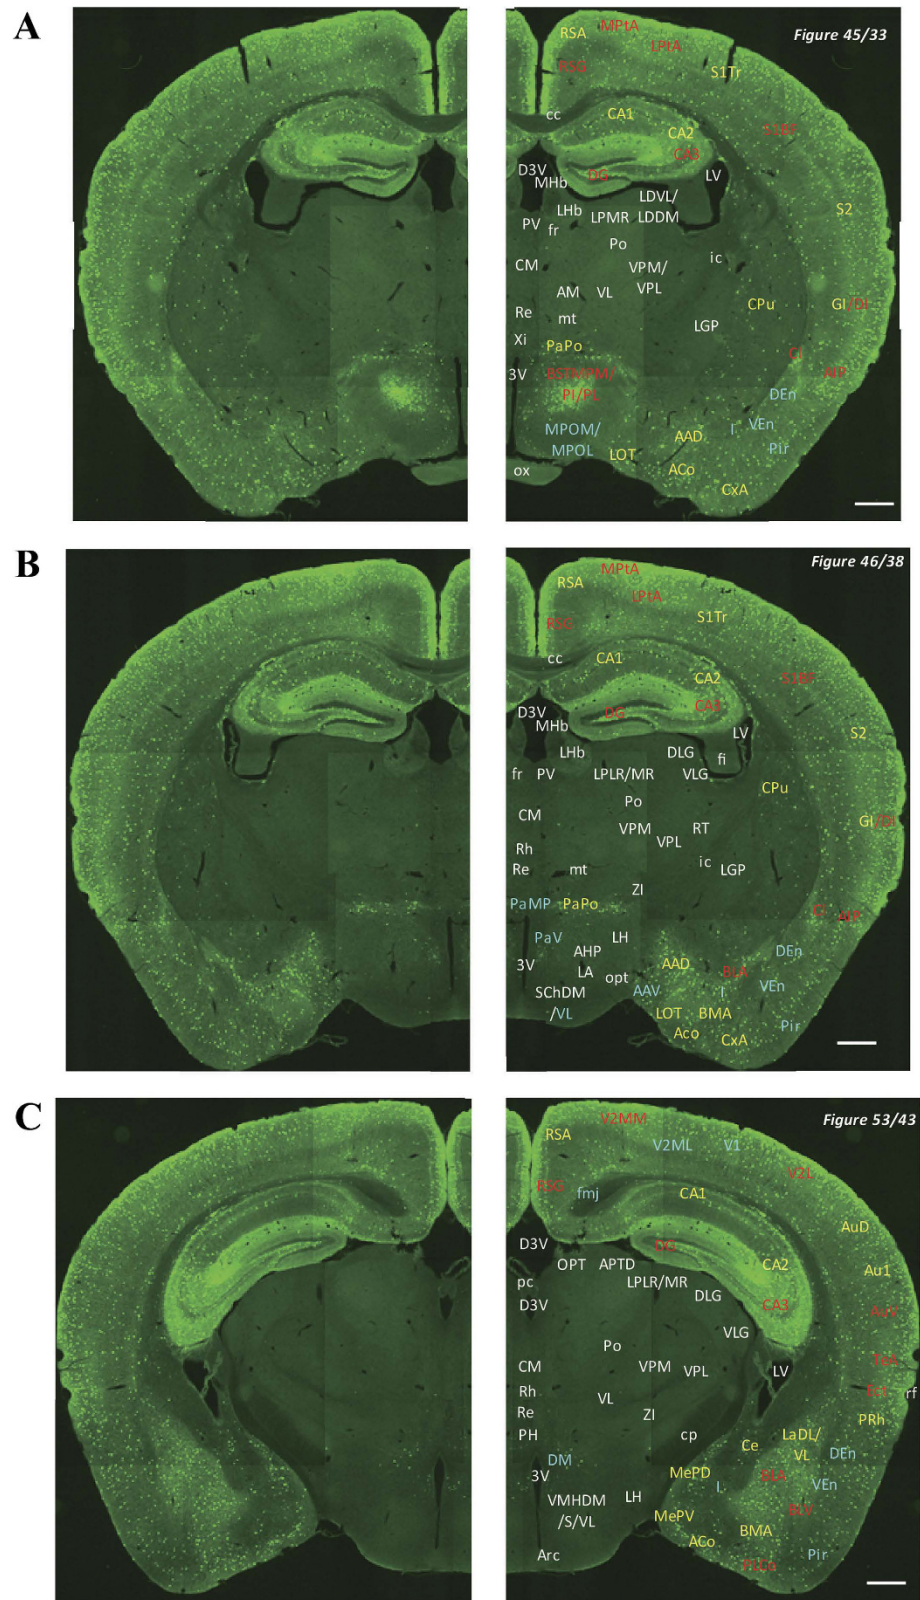 A
Figure 45/33
MPtA
RSA
LPtA
RSG
S1Tr
cc
CA1
CA2
S1BF
CA3
D3V
MHb
DG
LV
LDVL/
LDDM
LHb
LPMR
S2
PV
fr
Po
ic
CM
VPM/
VPL
AM
VL
CPu
GI/DI
Re
mt
LGP
Xi
PaPo
Cl
3V
BSTMPM/
PI/PL
AIP
DEn
MPOM/
MPOL
AAD
I
VEn
LOT
Pir
ox
ACo
CxA
B
Figure 46/38
MPtA
RSA
LPtA
RSG
S1Tr
cc
CA1
CA2
S1BF
CA3
D3V
MHb
DG
LV
S2
LHb
DLG
fi
fr
PV
LPLR/MR
VLG
CPu
Po
CM
VPM
RT
GI/DI
VPL
Rh
ic
Re
mt
LGP
ZI
PaMP
PaPo
Cl
AIP
PaV
LH
AHP
DEn
3V
LA
opt
AAD
BLA
SChDM
/VL
AAV
I
VEn
LOT
BMA
Pir
Aco
CxA
C
Figure 53/43
V2MM
RSA
V2ML
V1
V2L
RSG
fmj
CA1
AuD
D3V
DG
OPT
APTD
CA2
Au1
pc
LPLR/MR
DLG
D3V
CA3
AuV
VLG
Po
TeA
CM
VPM
VPL
LV
Rh
VL
Ect
rf
Re
ZI
PRh
PH
cp
LaDL/
VL
Ce
DEn
DM
3V
MePD
BLA
I
VEn
VMHDM
/S/VL
LH
BLV
MePV
BMA
ACo
Arc
Pir
PLCo